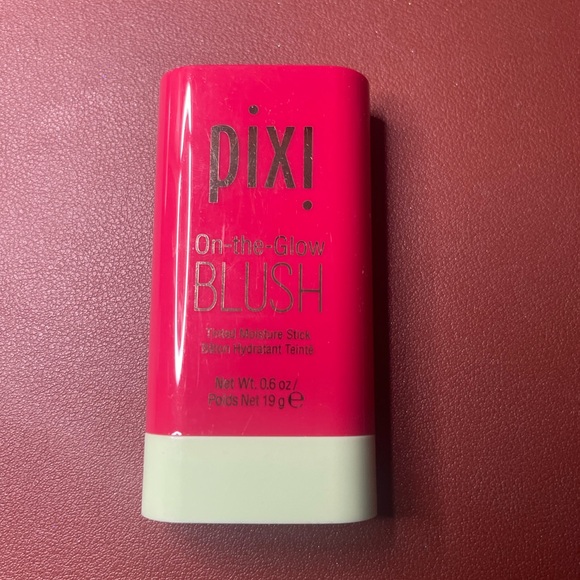 pixi
On-the-Glow
BLUSH
Tinted Moisture Stick
Bâton Hydratant Teinté
Net Wt. 0.6 oz /
Poids Net 19 g ℮